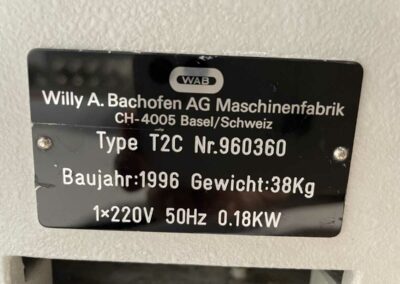 WAB
Willy A. Bachofen AG Maschinenfabrik
CH-4005 Basel/Schweiz
Type T2C Nr.960360
Baujahr:1996 Gewicht:38Kg
1×220V 50Hz 0.18KW